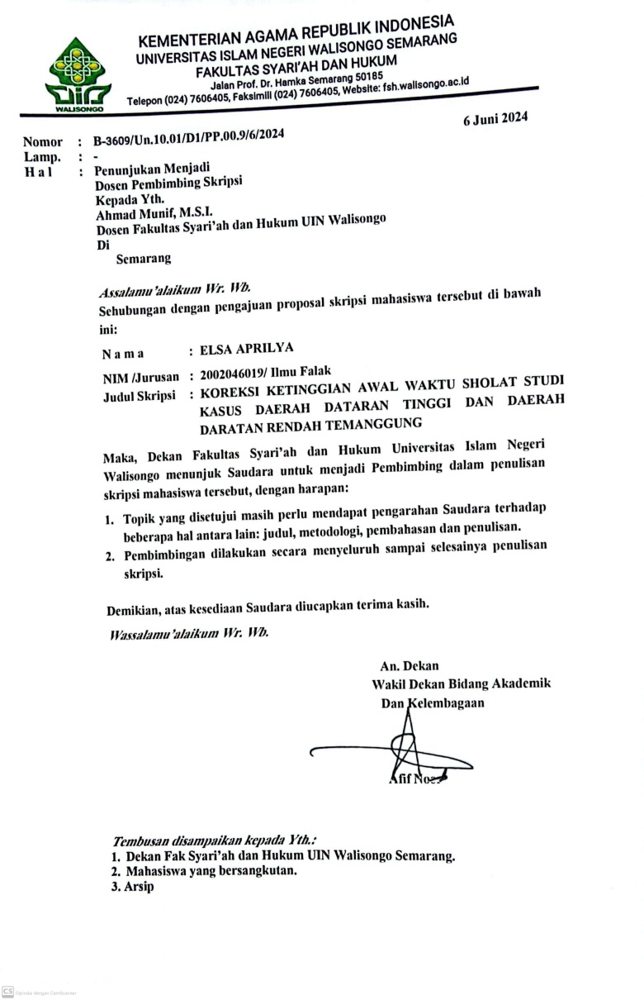 KEMENTERIAN AGAMA REPUBLIK INDONESIA
UNIVERSITAS ISLAM NEGERI WALISONGO SEMARANG
FAKULTAS SYARI'AH DAN HUKUM
Jalan Prof. Dr. Hamka Semarang 50185
Telepon (024) 7606405, Faksimili (024) 7606405, Website: fsh.walisongo.ac.id
WALISONGO
6 Juni 2024
Nomor : B-3609/Un.10.01/D1/PP.00.9/6/2024
Lamp. : -
H a l : Penunjukan Menjadi
Dosen Pembimbing Skripsi
Kepada Yth.
Ahmad Munif, M.S.I.
Dosen Fakultas Syari'ah dan Hukum UIN Walisongo
Di
Semarang
Assalamu'alaikum Wr. Wb.
Sehubungan dengan pengajuan proposal skripsi mahasiswa tersebut di bawah
ini:
N a m a : ELSA APRILYA
NIM /Jurusan : 2002046019/ Ilmu Falak
Judul Skripsi : KOREKSI KETINGGIAN AWAL WAKTU SHOLAT STUDI
KASUS DAERAH DATARAN TINGGI DAN DAERAH
DARATAN RENDAH TEMANGGUNG
Maka, Dekan Fakultas Syari'ah dan Hukum Universitas Islam Negeri
Walisongo menunjuk Saudara untuk menjadi Pembimbing dalam penulisan
skripsi mahasiswa tersebut, dengan harapan:
1. Topik yang disetujui masih perlu mendapat pengarahan Saudara terhadap
beberapa hal antara lain: judul, metodologi, pembahasan dan penulisan.
2. Pembimbingan dilakukan secara menyeluruh sampai selesainya penulisan
skripsi.
Demikian, atas kesediaan Saudara diucapkan terima kasih.
Wassalamu'alaikum Wr. Wb.
An. Dekan
Wakil Dekan Bidang Akademik
Dan Kelembagaan
Afif Noor
Tembusan disampaikan kepada Yth.:
1. Dekan Fak Syari'ah dan Hukum UIN Walisongo Semarang.
2. Mahasiswa yang bersangkutan.
3. Arsip
CS Dipindai dengan CamScanner